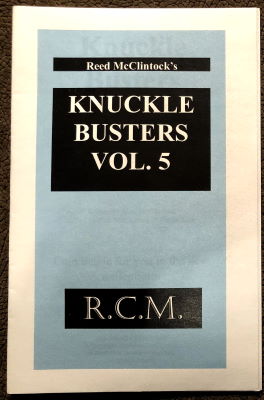 Reed McClintock's
KNUCKLE
BUSTERS
VOL. 5
R.C.M.